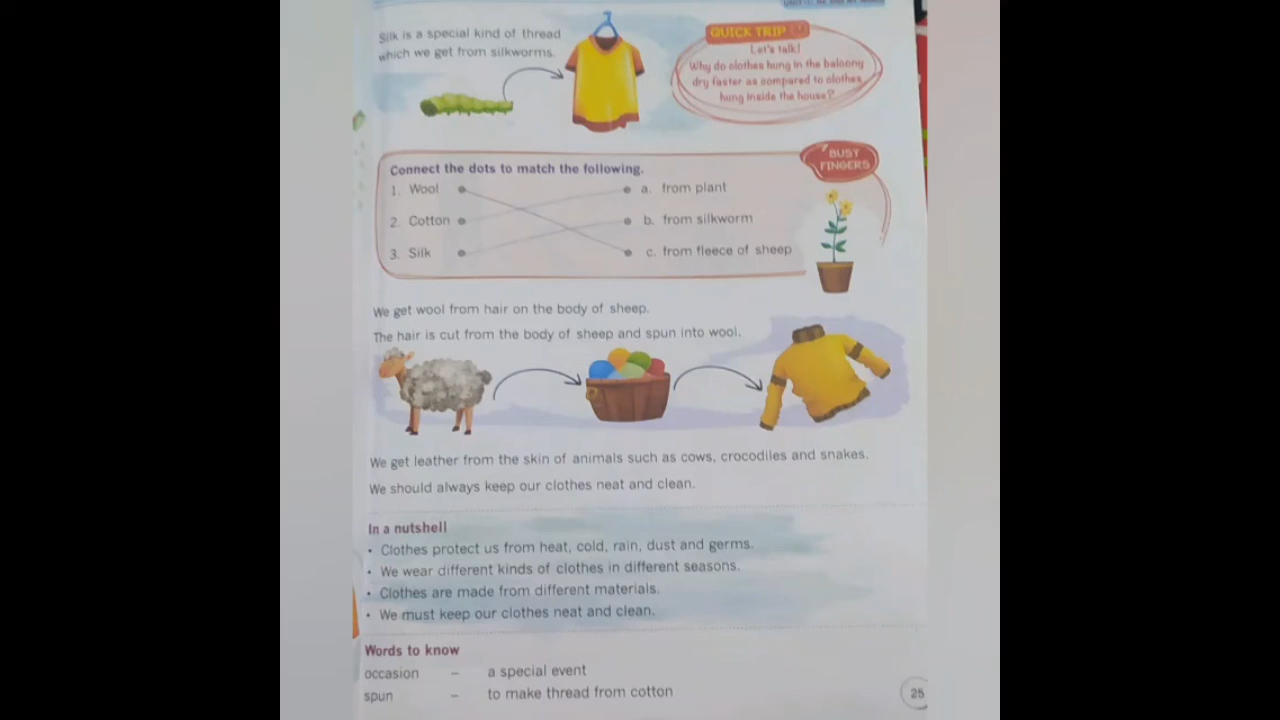 Silk is a special kind of thread
which we get from silkworms.
QUICK TRIP
Let's talk!
Why do clothes hung in the balcony
dry faster as compared to clothes
hung inside the house?
BUSY
FINGERS
Connect the dots to match the following.
1. Wool a. from plant
2. Cotton b. from silkworm
3. Silk c. from fleece of sheep
We get wool from hair on the body of sheep.
The hair is cut from the body of sheep and spun into wool.
We get leather from the skin of animals such as cows, crocodiles and snakes.
We should always keep our clothes neat and clean.
In a nutshell
• Clothes protect us from heat, cold, rain, dust and germs.
• We wear different kinds of clothes in different seasons.
• Clothes are made from different materials.
• We must keep our clothes neat and clean.
Words to know
occasion – a special event
spun – to make thread from cotton
25